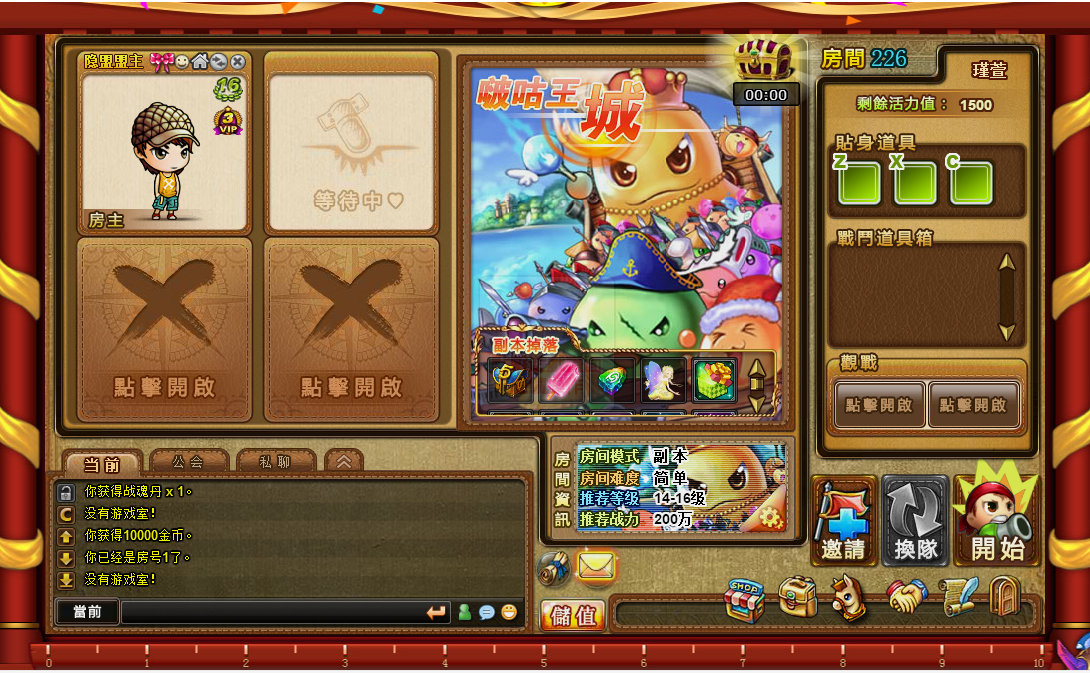 隐盟盟主
16
3
VIP
房主
等待中
點擊開啟
點擊開啟
啵咕王城
副本掉落
5
00:00
房間 226
瑾萱
剩餘活力值： 1500
貼身道具
Z X C
戰鬥道具箱
觀戰
點擊開啟 點擊開啟
当前 公会 私聊
你获得战魂丹 x 1。
没有游戏室!
你获得10000金币。
你已经是房号1了。
没有游戏室!
當前
房間資訊
房间模式 副本
房间难度 简单
推荐等级 14-16级
推荐战力 200万
邀請 換隊 開始
SHOP
儲值
0 1 2 3 4 5 6 7 8 9 10